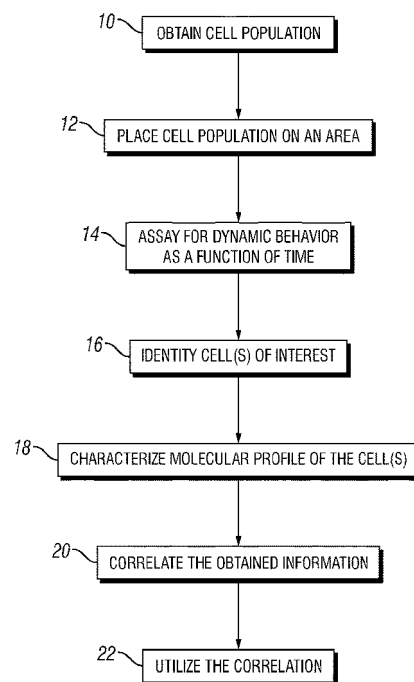 10 OBTAIN CELL POPULATION
12 PLACE CELL POPULATION ON AN AREA
14 ASSAY FOR DYNAMIC BEHAVIOR
AS A FUNCTION OF TIME
16 IDENTITY CELL(S) OF INTEREST
18 CHARACTERIZE MOLECULAR PROFILE OF THE CELL(S)
20 CORRELATE THE OBTAINED INFORMATION
22 UTILIZE THE CORRELATION